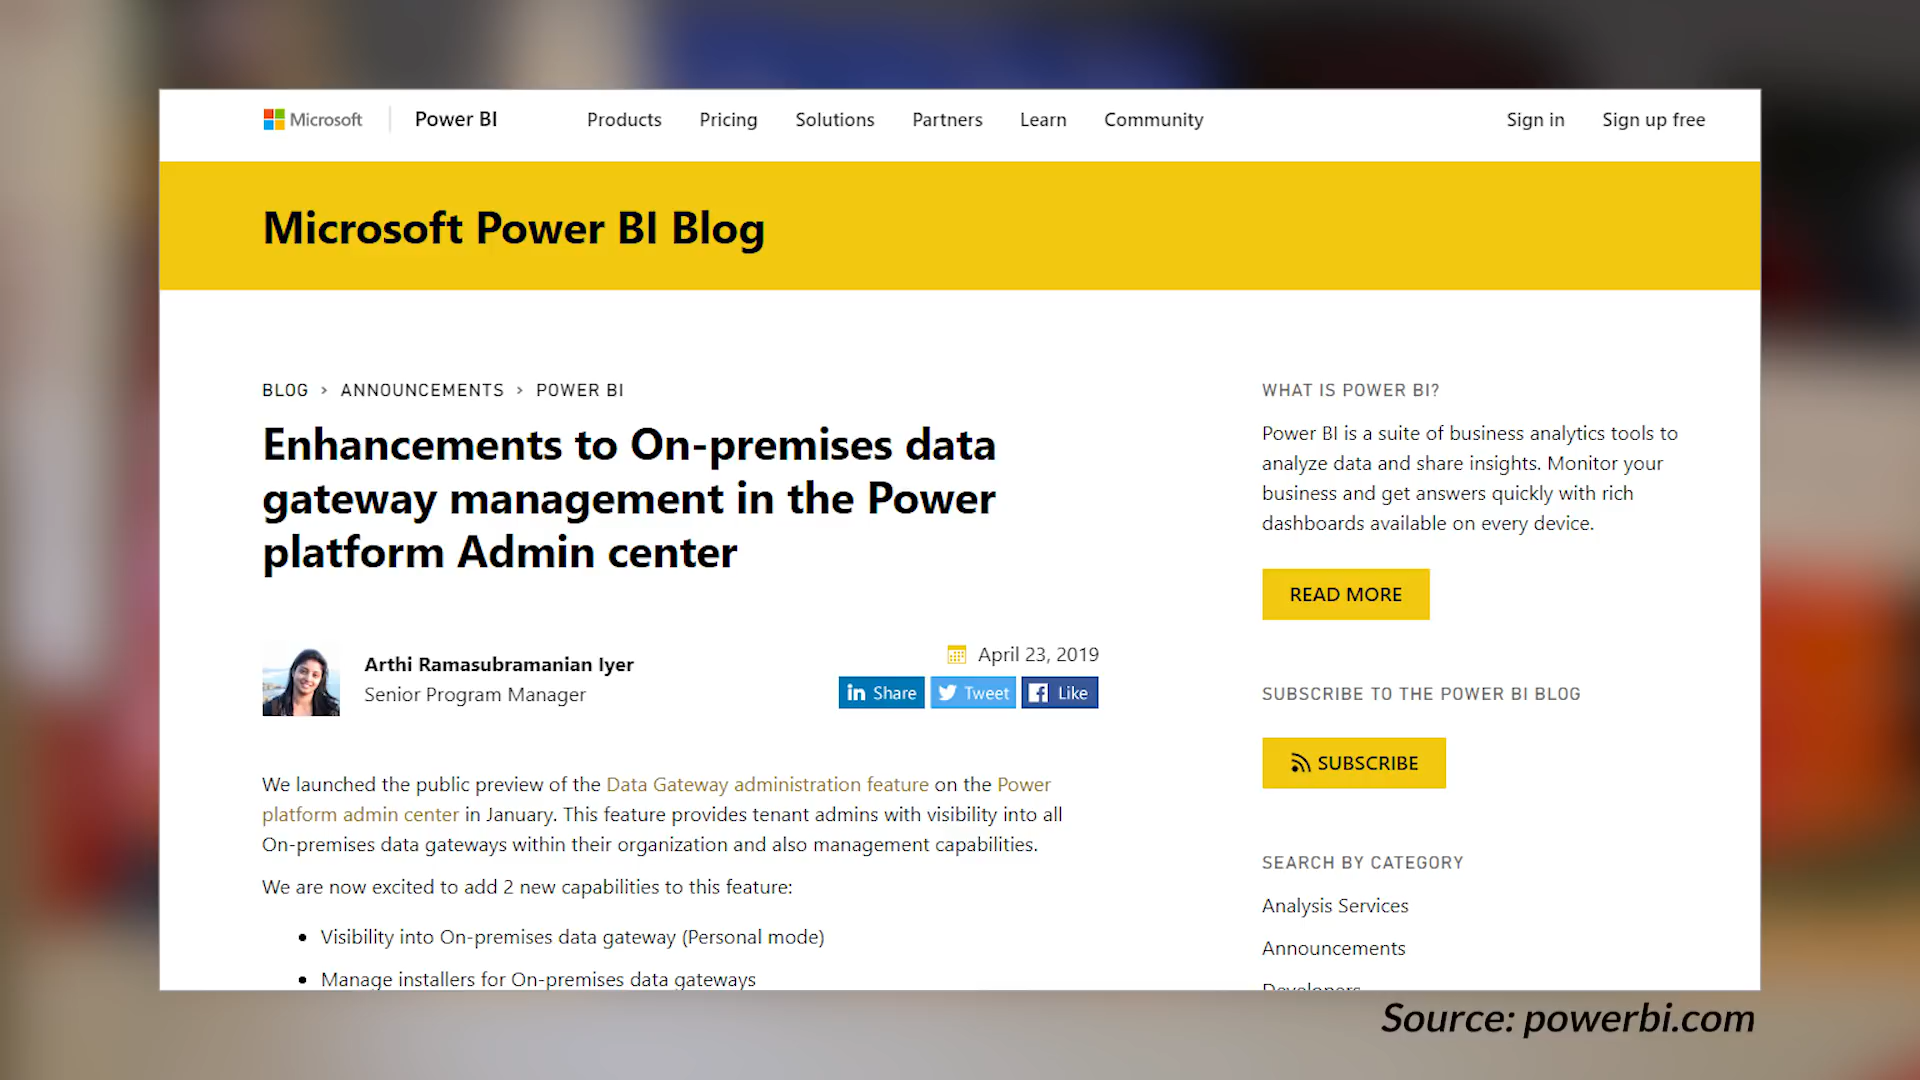 Microsoft
Power BI
Products
Pricing
Solutions
Partners
Learn
Community
Sign in
Sign up free
Microsoft Power BI Blog
BLOG > ANNOUNCEMENTS > POWER BI
Enhancements to On-premises data
gateway management in the Power
platform Admin center
Arthi Ramasubramanian Iyer
Senior Program Manager
April 23, 2019
in Share
Tweet
Like
We launched the public preview of the Data Gateway administration feature on the Power
platform admin center in January. This feature provides tenant admins with visibility into all
On-premises data gateways within their organization and also management capabilities.
We are now excited to add 2 new capabilities to this feature:
• Visibility into On-premises data gateway (Personal mode)
• Manage installers for On-premises data gateways
WHAT IS POWER BI?
Power BI is a suite of business analytics tools to
analyze data and share insights. Monitor your
business and get answers quickly with rich
dashboards available on every device.
READ MORE
SUBSCRIBE TO THE POWER BI BLOG
SUBSCRIBE
SEARCH BY CATEGORY
Analysis Services
Announcements
Developers
Source: powerbi.com